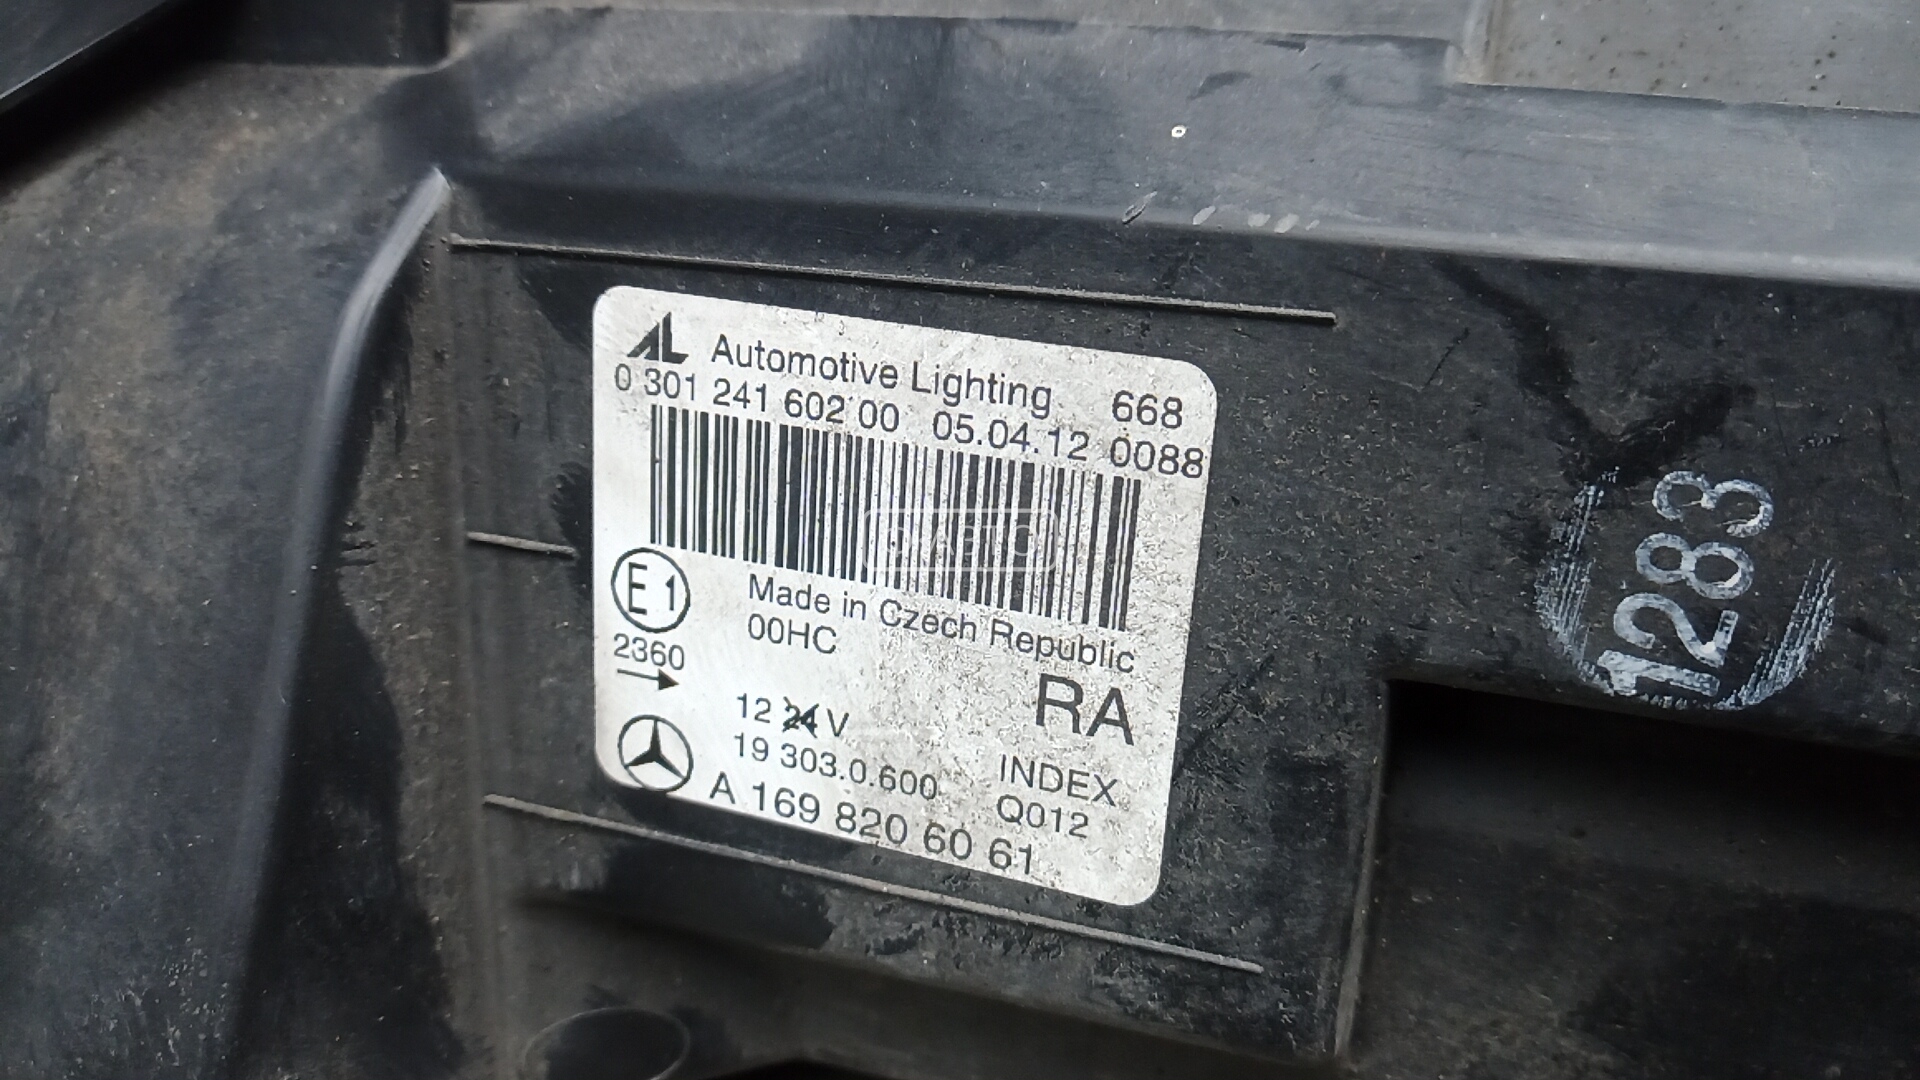 AL Automotive Lighting 668
0 301 241 602 00 05.04.12 0088
E1
Made in Czech Republic
00HC
2360
RA
12 24 V
19 303.0.600
INDEX
Q012
A 169 820 60 61
1283